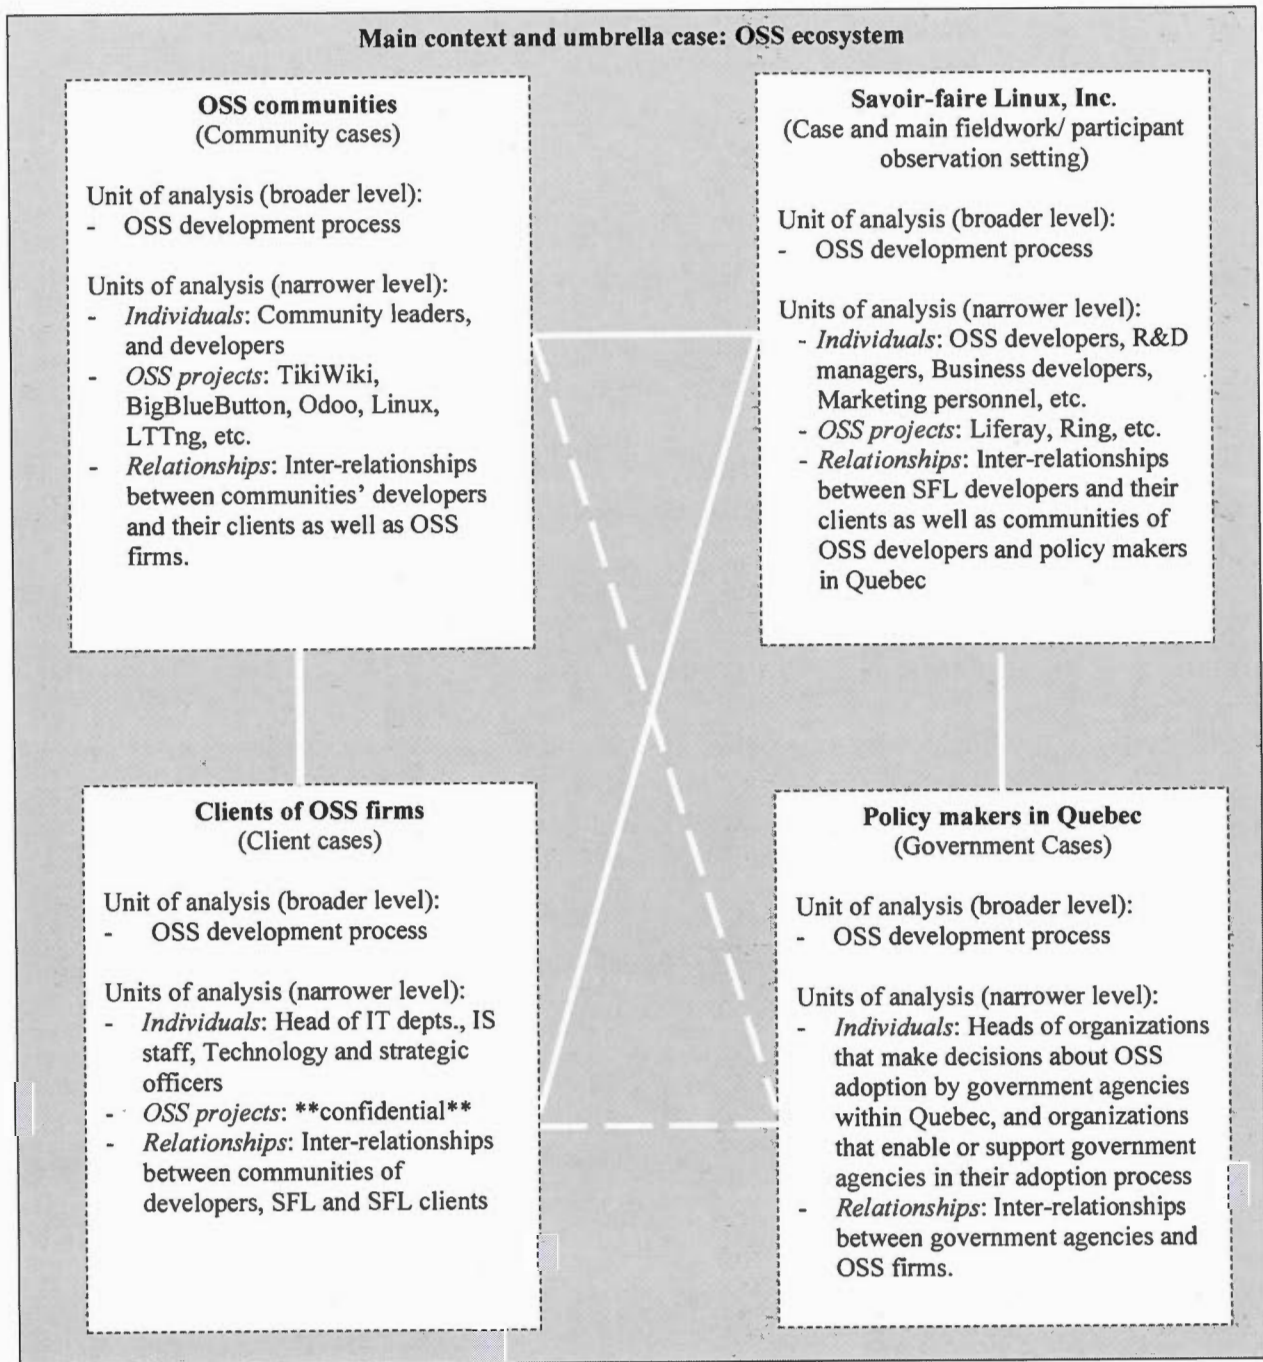 Main context and umbrella case: OSS ecosystem
OSS communities
(Community cases)
Unit of analysis (broader level):
- OSS development process
Units of analysis (narrower level):
- Individuals: Community leaders,
and developers
- OSS projects: TikiWiki,
BigBlueButton, Odoo, Linux,
LTTng, etc.
- Relationships: Inter-relationships
between communities’ developers
and their clients as well as OSS
firms.
Savoir-faire Linux, Inc.
(Case and main fieldwork/ participant
observation setting)
Unit of analysis (broader level):
- OSS development process
Units of analysis (narrower level):
- Individuals: OSS developers, R&D
managers, Business developers,
Marketing personnel, etc.
- OSS projects: Liferay, Ring, etc.
- Relationships: Inter-relationships
between SFL developers and their
clients as well as communities of
OSS developers and policy makers
in Quebec
Clients of OSS firms
(Client cases)
Unit of analysis (broader level):
- OSS development process
Units of analysis (narrower level):
- Individuals: Head of IT depts., IS
staff, Technology and strategic
officers
- OSS projects: **confidential**
- Relationships: Inter-relationships
between communities of
developers, SFL and SFL clients
Policy makers in Quebec
(Government Cases)
Unit of analysis (broader level):
- OSS development process
Units of analysis (narrower level):
- Individuals: Heads of organizations
that make decisions about OSS
adoption by government agencies
within Quebec, and organizations
that enable or support government
agencies in their adoption process
- Relationships: Inter-relationships
between government agencies and
OSS firms.